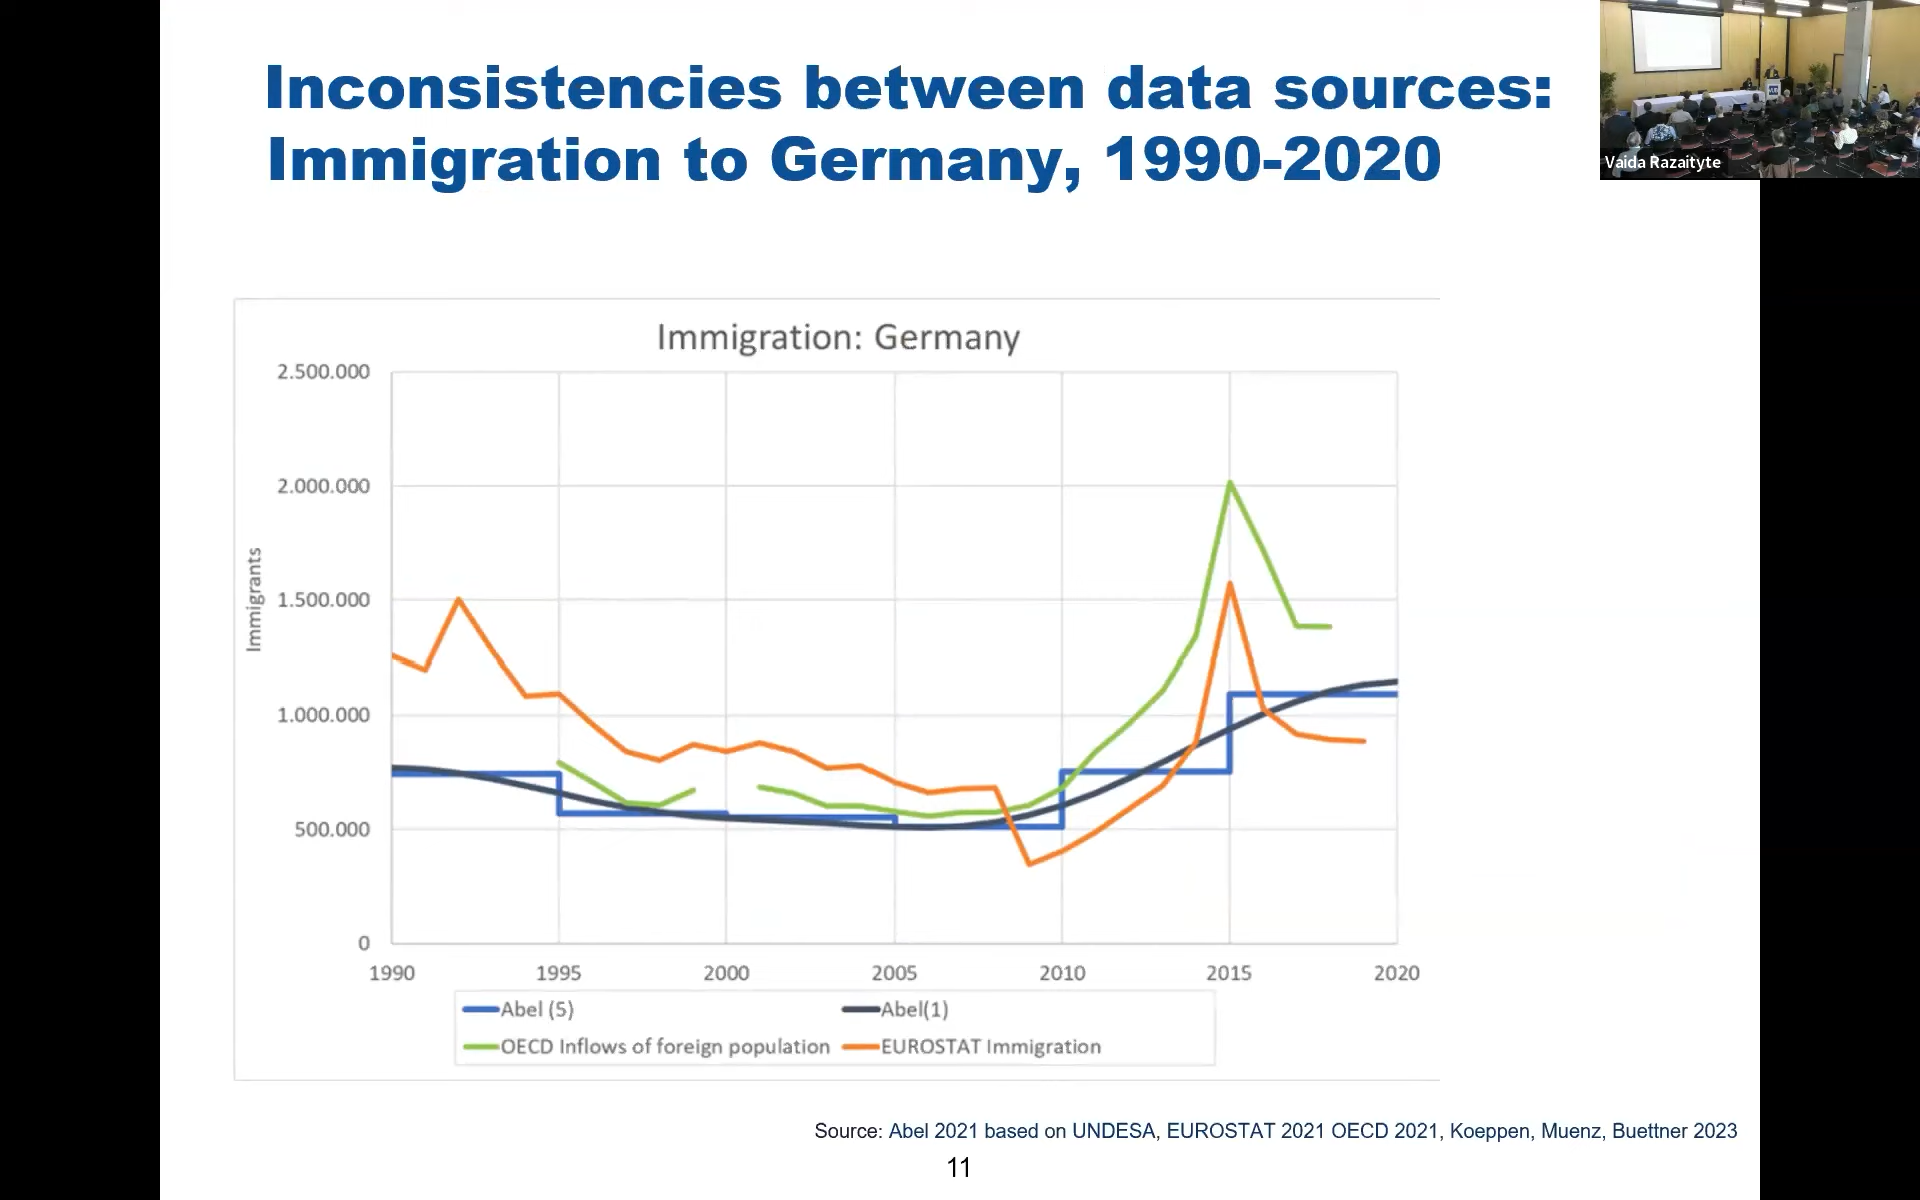 Inconsistencies between data sources:
Immigration to Germany, 1990-2020
Vaida Razaityte
Immigration: Germany
Immigrants
2.500.000
2.000.000
1.500.000
1.000.000
500.000
0
1990 1995 2000 2005 2010 2015 2020
Abel (5) Abel(1)
OECD Inflows of foreign population EUROSTAT Immigration
Source: Abel 2021 based on UNDESA, EUROSTAT 2021 OECD 2021, Koeppen, Muenz, Buettner 2023
11